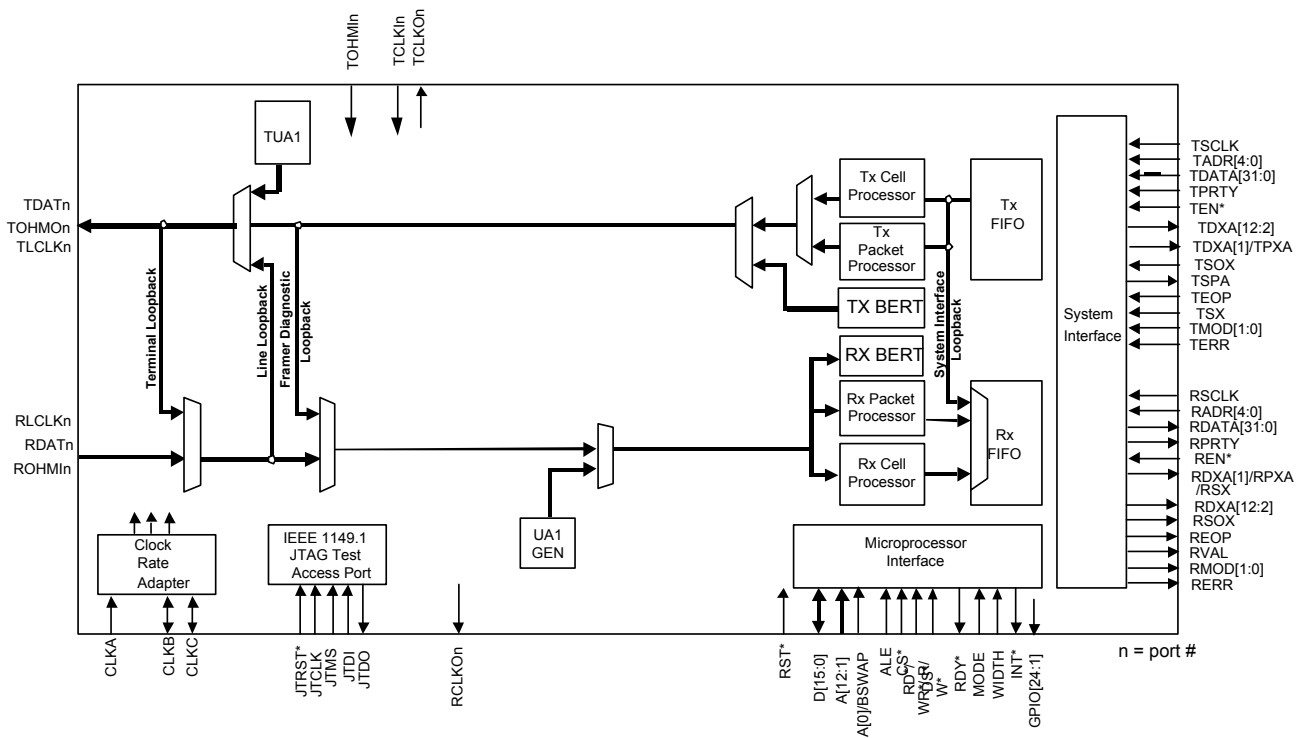 TOHMIn
TCLKIn
TCLKOn
TUA1
TDATn
TOHMOn
TLCLKn
Terminal Loopback
Line Loopback
Framer Diagnostic
Loopback
Tx Cell
Processor
Tx
Packet
Processor
TX BERT
RX BERT
Rx Packet
Processor
Rx Cell
Processor
System Interface
Loopback
Tx
FIFO
Rx
FIFO
System
Interface
TSCLK
TADR[4:0]
TDATA[31:0]
TPRTY
TEN*
TDXA[12:2]
TDXA[1]/TPXA
TSOX
TSPA
TEOP
TSX
TMOD[1:0]
TERR
RSCLK
RADR[4:0]
RDATA[31:0]
RPRTY
REN*
RDXA[1]/RPXA
/RSX
RDXA[12:2]
RSOX
REOP
RVAL
RMOD[1:0]
RERR
RLCLKn
RDATn
ROHMIn
Clock
Rate
Adapter
IEEE 1149.1
JTAG Test
Access Port
UA1
GEN
Microprocessor
Interface
CLKA
CLKB
CLKC
JTRST*
JTCLK
JTMS
JTDI
JTDO
RCLKOn
RST*
D[15:0]
A[12:1]
A[0]/BSWAP
ALE
CS*
W*
RDY*
MODE
WIDTH
INT*
GPIO[24:1]
n = port #